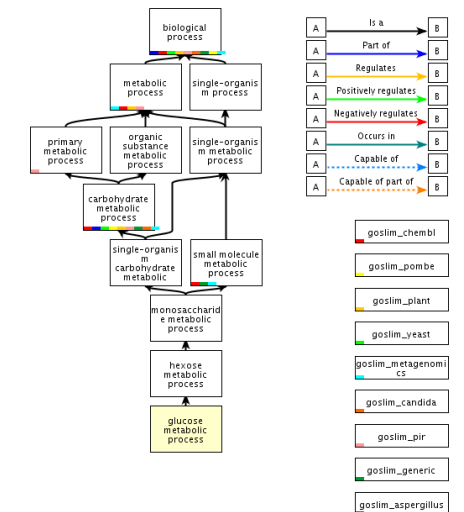 biological
process
metabolic
process
single-organis
m process
primary
metabolic
process
organic
substance
metabolic
process
single-organis
m metabolic
process
carbohydrate
metabolic
process
single-organis
m
carbohydrate
metabolic
small molecule
metabolic
process
monosaccharid
e metabolic
process
hexose
metabolic
process
glucose
metabolic
process
A Is a B
A Part of B
A Regulates B
A Positively regulates B
A Negatively regulates B
A Occurs in B
A Capable of B
A Capable of part of B
goslim_chembl
goslim_pombe
goslim_plant
goslim_yeast
goslim_metagenomi
cs
goslim_candida
goslim_pir
goslim_generic
goslim_aspergillus